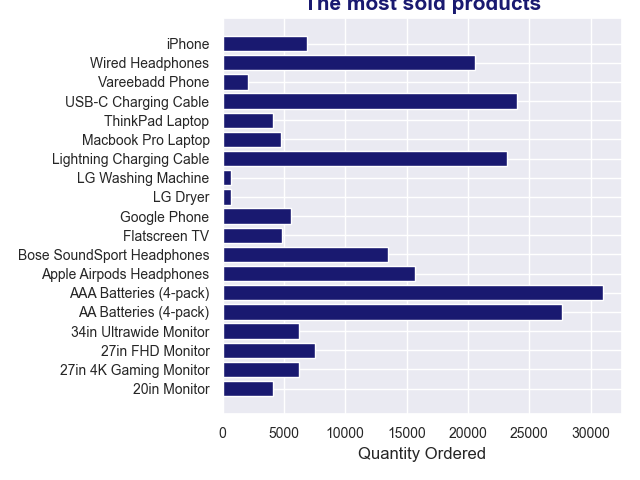 The most sold products
iPhone
Wired Headphones
Vareebadd Phone
USB-C Charging Cable
ThinkPad Laptop
Macbook Pro Laptop
Lightning Charging Cable
LG Washing Machine
LG Dryer
Google Phone
Flatscreen TV
Bose SoundSport Headphones
Apple Airpods Headphones
AAA Batteries (4-pack)
AA Batteries (4-pack)
34in Ultrawide Monitor
27in FHD Monitor
27in 4K Gaming Monitor
20in Monitor
0 5000 10000 15000 20000 25000 30000
Quantity Ordered